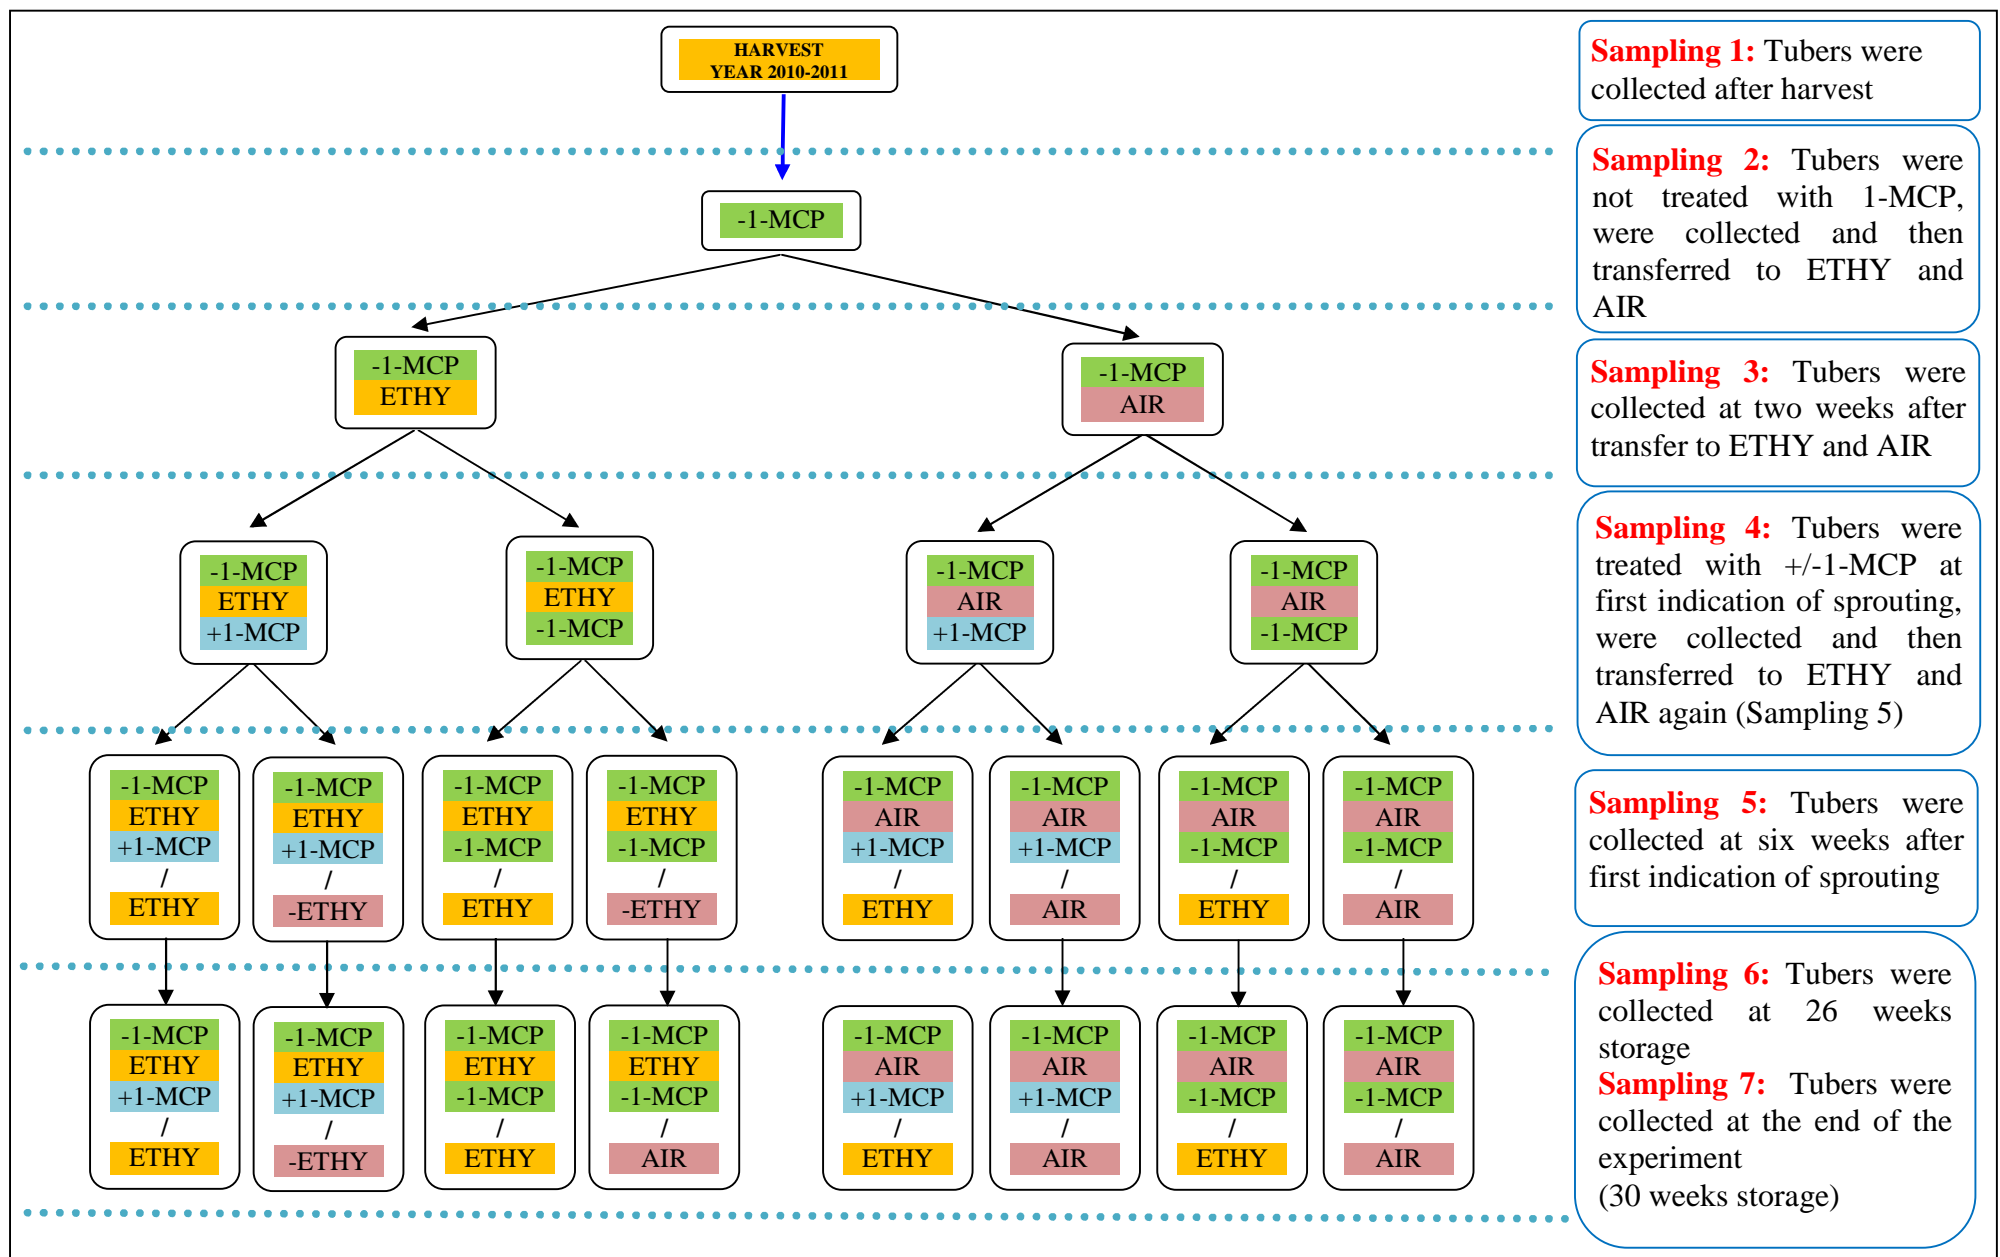 HARVEST
YEAR 2010-2011
Sampling 1: Tubers were
collected after harvest
-1-MCP
Sampling 2: Tubers were
not treated with 1-MCP,
were collected and then
transferred to ETHY and
AIR
-1-MCP
ETHY
-1-MCP
AIR
Sampling 3: Tubers were
collected at two weeks after
transfer to ETHY and AIR
-1-MCP
ETHY
+1-MCP
-1-MCP
ETHY
-1-MCP
-1-MCP
AIR
+1-MCP
-1-MCP
AIR
-1-MCP
Sampling 4: Tubers were
treated with +/-1-MCP at
first indication of sprouting,
were collected and then
transferred to ETHY and
AIR again (Sampling 5)
-1-MCP
ETHY
+1-MCP
/
ETHY
-1-MCP
ETHY
+1-MCP
/
-ETHY
-1-MCP
ETHY
-1-MCP
/
ETHY
-1-MCP
ETHY
-1-MCP
/
-ETHY
-1-MCP
AIR
+1-MCP
/
ETHY
-1-MCP
AIR
+1-MCP
/
AIR
-1-MCP
AIR
-1-MCP
/
ETHY
-1-MCP
AIR
-1-MCP
/
AIR
Sampling 5: Tubers were
collected at six weeks after
first indication of sprouting
-1-MCP
ETHY
+1-MCP
/
ETHY
-1-MCP
ETHY
+1-MCP
/
-ETHY
-1-MCP
ETHY
-1-MCP
/
ETHY
-1-MCP
ETHY
-1-MCP
/
AIR
-1-MCP
AIR
+1-MCP
/
ETHY
-1-MCP
AIR
+1-MCP
/
AIR
-1-MCP
AIR
-1-MCP
/
ETHY
-1-MCP
AIR
-1-MCP
/
AIR
Sampling 6: Tubers were
collected at 26 weeks
storage
Sampling 7: Tubers were
collected at the end of the
experiment
(30 weeks storage)